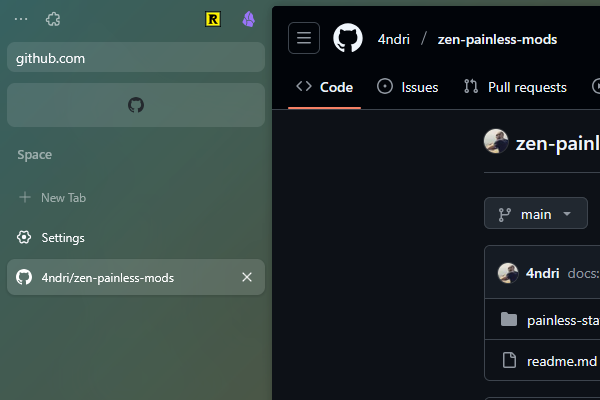 R
github.com
Space
New Tab
Settings
4ndri/zen-painless-mods
4ndri / zen-painless-mods
Code
Issues
Pull requests
zen-painl
main
4ndri docs:
painless-sta
readme.md